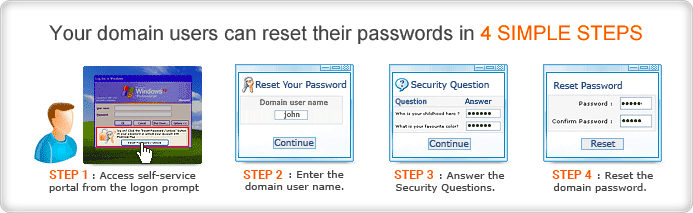 Your domain users can reset their passwords in 4 SIMPLE STEPS
Windows
STEP 1 : Access self-service
portal from the logon prompt
Reset Your Password
Domain user name
john
Continue
STEP 2 : Enter the
domain user name.
Security Question
Question Answer
Who is your childhood hero ? ••••••
What is your favourite color? ••••••
Continue
STEP 3 : Answer the
Security Questions.
Reset Password
Password : •••••
Confirm Password : •••••
Reset
STEP 4 : Reset the
domain password.